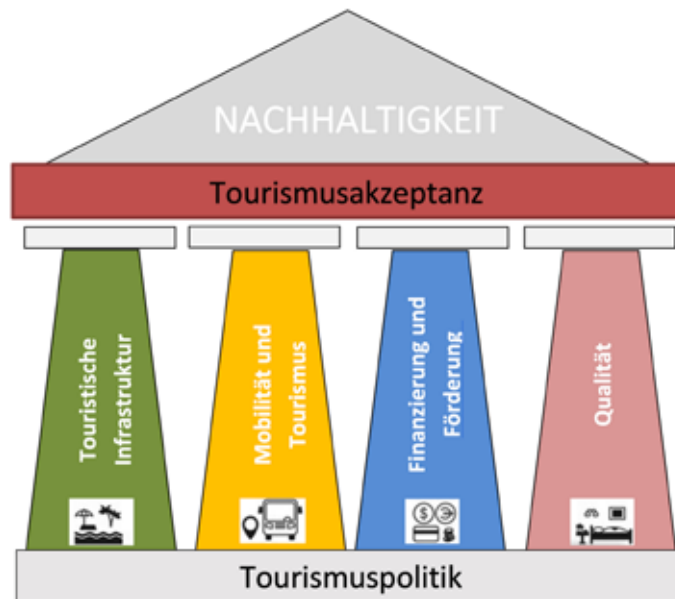 NACHHALTIGKEIT
Tourismusakzeptanz
Touristische
Infrastruktur
Mobilität und
Tourismus
Finanzierung und
Förderung
Qualität
Tourismuspolitik